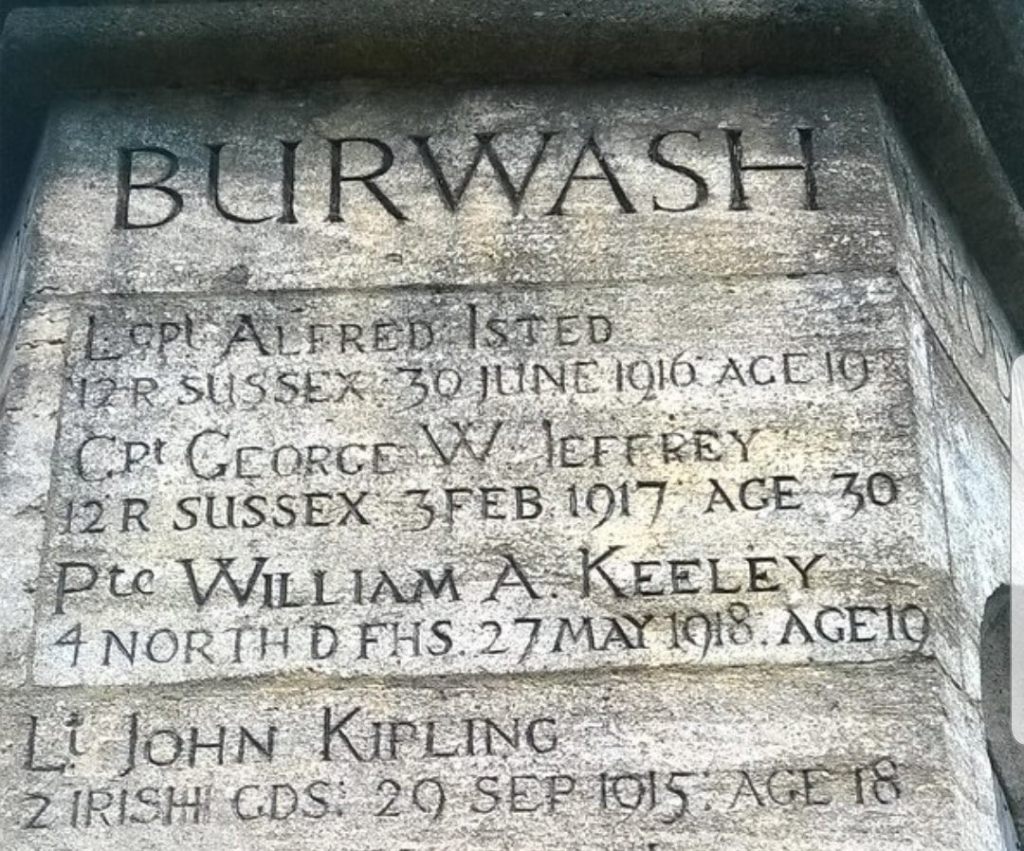 BURWASH
Lcpl ALFRED ISTED
12 R SUSSEX. 30 JUNE 1916. AGE 19
Cpt GEORGE W. JEFFREY
12 R SUSSEX 3 FEB 1917. AGE 30
Pte WILLIAM A. KEELEY
4 NORTH'D FHS. 27 MAY 1918. AGE 19
Lt. JOHN KIPLING
2 IRISH GDS. 29 SEP 1915. AGE 18